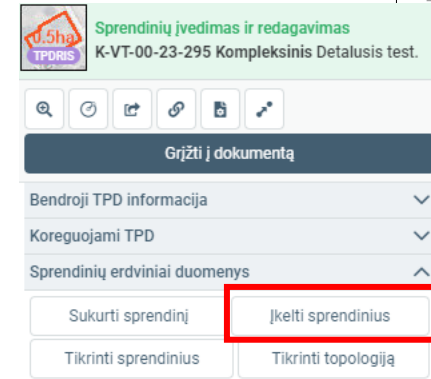 0.5ha
TPDRIS
Sprendinių įvedimas ir redagavimas
K-VT-00-23-295 Kompleksinis Detalusis test.
Grįžti į dokumentą
Bendroji TPD informacija
Koreguojami TPD
Sprendinių erdviniai duomenys
Sukurti sprendinį
Įkelti sprendinius
Tikrinti sprendinius
Tikrinti topologiją